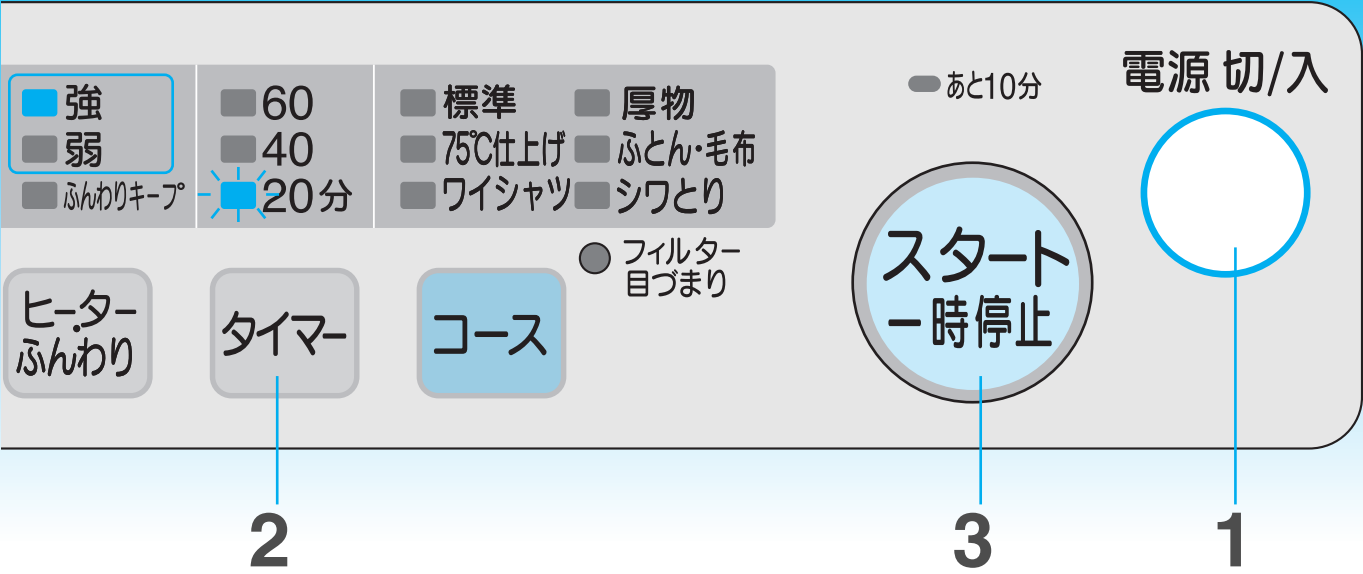 強
弱
ふんわりキープ
60
40
20分
標準
75℃仕上げ
ワイシャツ
厚物
ふとん・毛布
シワとり
フィルター
目づまり
ヒーター
・
ふんわり
タイマー
コース
あと10分
スタート
一時停止
電源 切/入
2
3
1